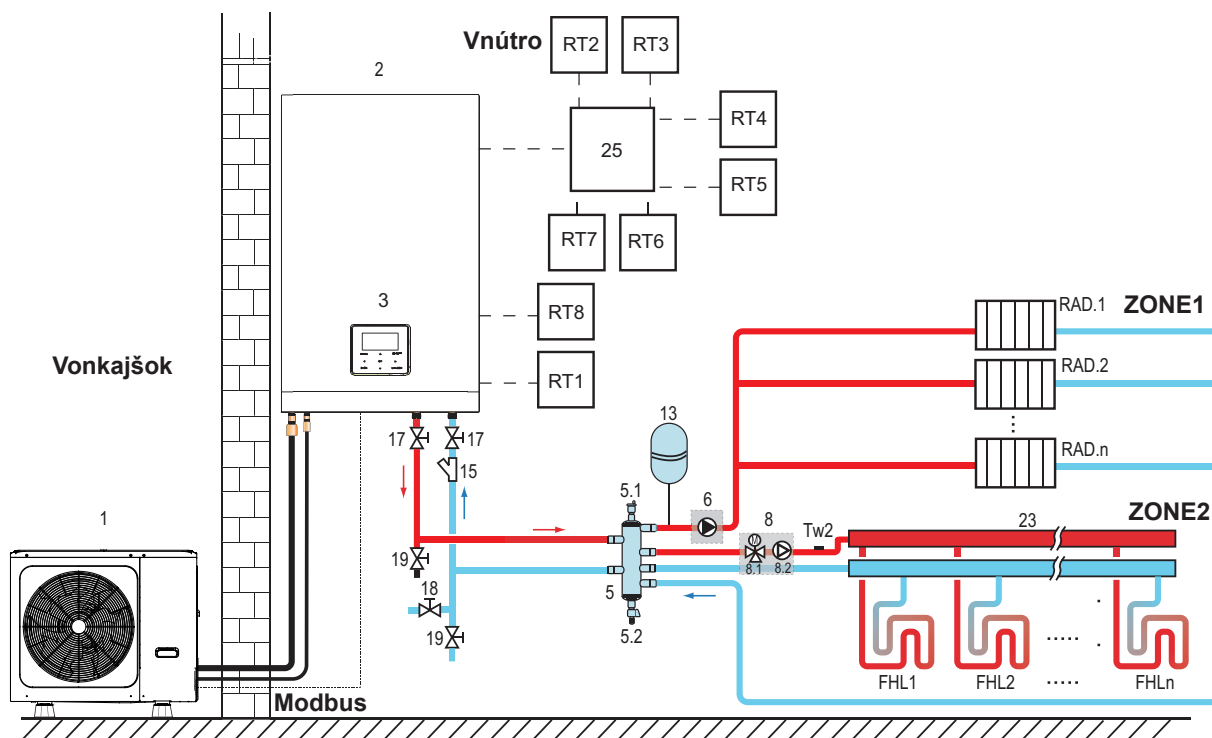 Vnútro
RT2
RT3
2
RT4
25
RT5
RT7
RT6
3
RT8
RT1
Vonkajšok
RAD.1
ZONE1
RAD.2
RAD.n
13
17
17
15
5.1
6
1
8
Tw2
23
ZONE2
M
8.1
8.2
19
18
5
19
5.2
FHL1
FHL2
.....
FHLn
Modbus